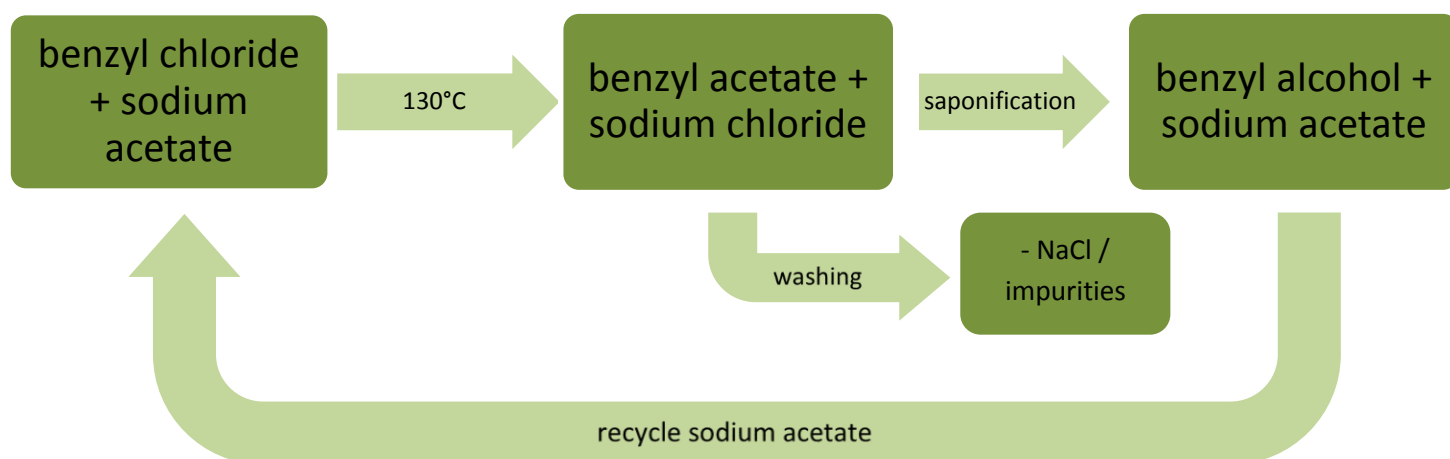 benzyl chloride
+ sodium
acetate
130°C
benzyl acetate +
sodium chloride
saponification
benzyl alcohol +
sodium acetate
washing
- NaCl /
impurities
recycle sodium acetate